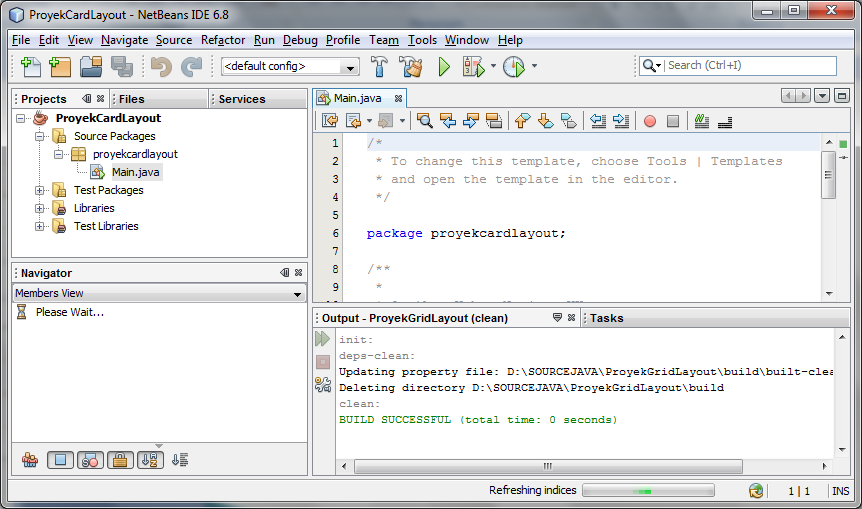 ProyekCardLayout - NetBeans IDE 6.8
File Edit View Navigate Source Refactor Run Debug Profile Team Tools Window Help
<default config>
Search (Ctrl+I)
Projects
Files
Services
ProyekCardLayout
Source Packages
proyekcardlayout
Main.java
Test Packages
Libraries
Test Libraries
Navigator
Members View
Please Wait...
Main.java
1 /*
2 * To change this template, choose Tools | Templates
3 * and open the template in the editor.
4 */
5
6 package proyekcardlayout;
7
8 /**
9 *
Output - ProyekGridLayout (clean)
Tasks
init:
deps-clean:
Updating property file: D:\SOURCEJAVA\ProyekGridLayout\build\built-clea
Deleting directory D:\SOURCEJAVA\ProyekGridLayout\build
clean:
BUILD SUCCESSFUL (total time: 0 seconds)
Refreshing indices
1 | 1
INS